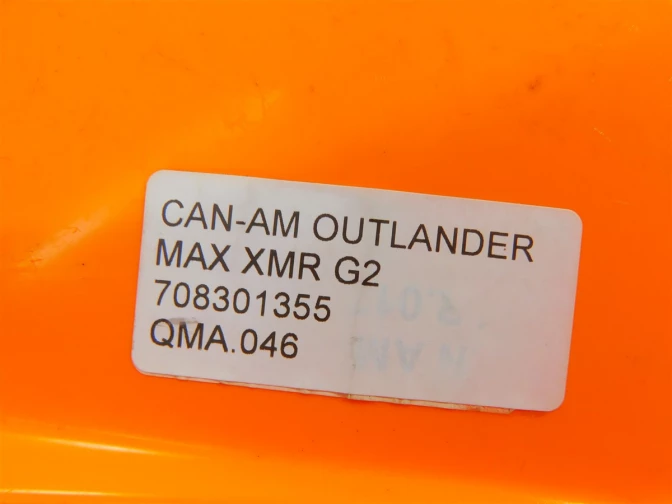 CAN-AM OUTLANDER
MAX XMR G2
708301355
QMA.046